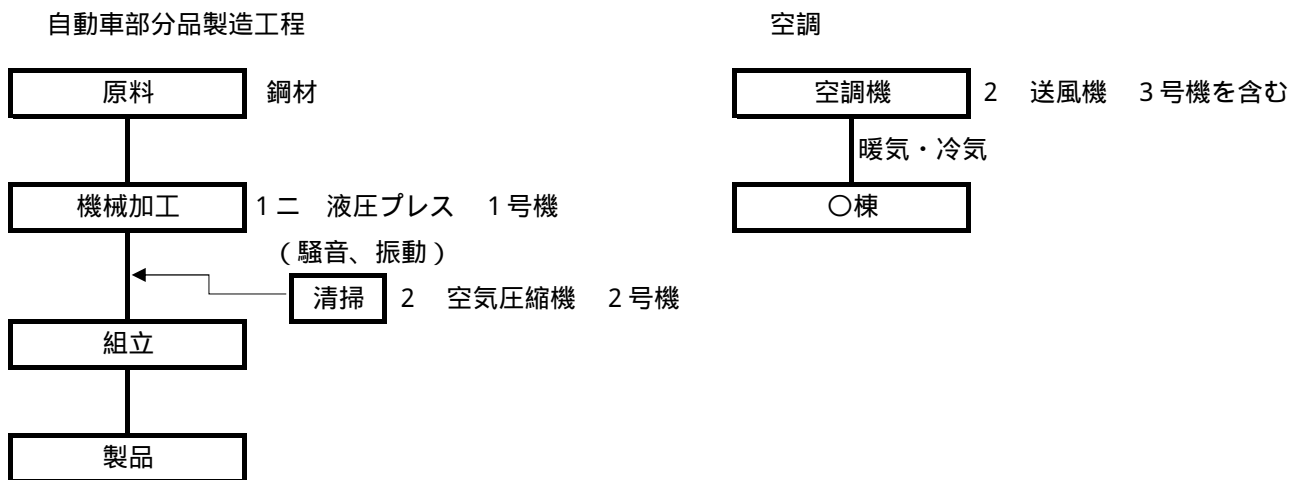 自動車部分品製造工程
原料 鋼材
機械加工 1ニ 液圧プレス 1号機
(騒音、振動)
清掃 2 空気圧縮機 2号機
組立
製品
空調
空調機 2 送風機 3号機を含む
暖気・冷気
〇棟